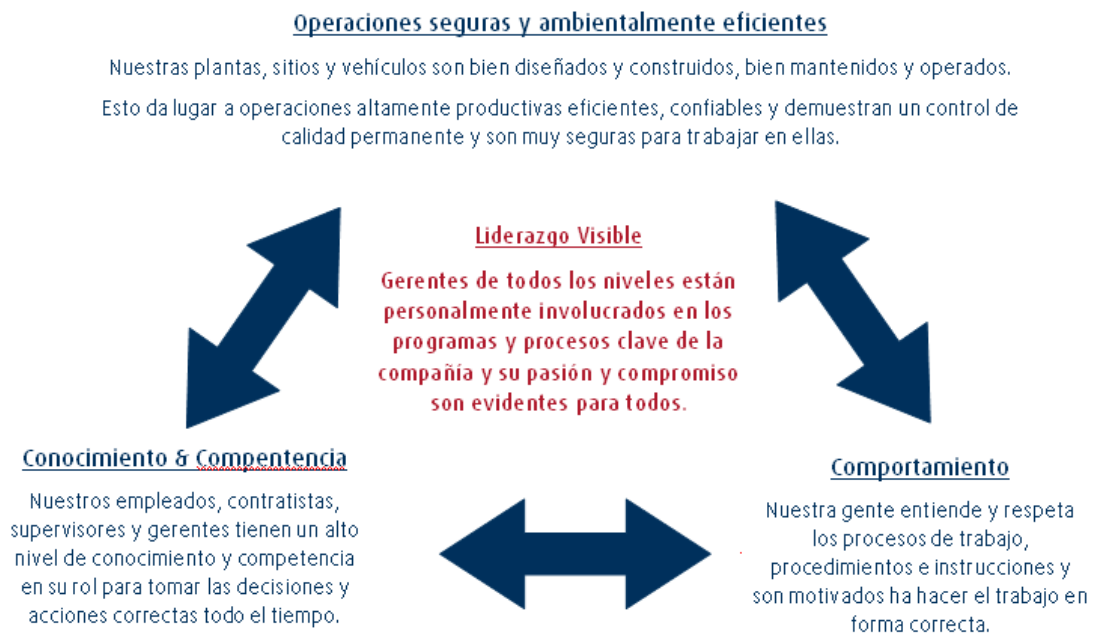 Operaciones seguras y ambientalmente eficientes
Nuestras plantas, sitios y vehículos son bien diseñados y construidos, bien mantenidos y operados.
Esto da lugar a operaciones altamente productivas eficientes, confiables y demuestran un control de
calidad permanente y son muy seguras para trabajar en ellas.
Liderazgo Visible
Gerentes de todos los niveles están
personalmente involucrados en los
programas y procesos clave de la
compañía y su pasión y compromiso
son evidentes para todos.
Conocimiento & Compentencia
Nuestros empleados, contratistas,
supervisores y gerentes tienen un alto
nivel de conocimiento y competencia
en su rol para tomar las decisiones y
acciones correctas todo el tiempo.
Comportamiento
Nuestra gente entiende y respeta
los procesos de trabajo,
procedimientos e instrucciones y
son motivados ha hacer el trabajo en
forma correcta.